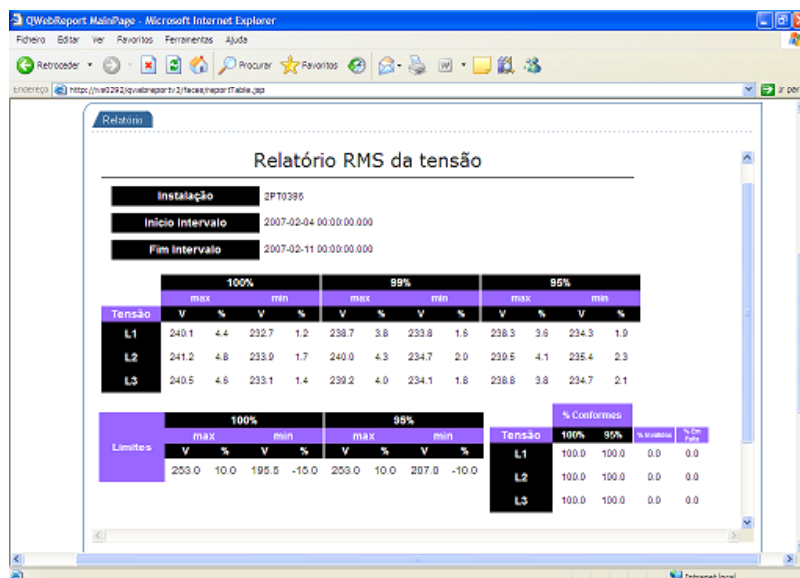 QWebReport MainPage - Microsoft Internet Explorer
Ficheiro Editar Ver Favoritos Ferramentas Ajuda
Retroceder Procurar Favoritos
Endereço
Relatório
Relatório RMS da tensão
Instalação 2PT0396
Início Intervalo 2007-02-04 00:00:00.000
Fim Intervalo 2007-02-11 00:00:00.000
100% 99% 95%
max min max min max min
Tensão V % V % V % V % V % V %
L1 240.1 4.4 232.7 1.2 238.7 3.8 233.8 1.6 238.3 3.6 234.3 1.9
L2 241.2 4.8 233.9 1.7 240.0 4.3 234.7 2.0 239.5 4.1 235.4 2.3
L3 240.5 4.6 233.1 1.4 239.2 4.0 234.1 1.8 238.8 3.8 234.7 2.1
Limites
100% 95%
max min max min
V % V % V % V %
253.0 10.0 195.5 -15.0 253.0 10.0 207.0 -10.0
% Conformes
Tensão 100% 95% % Inválidos % Em Falta
L1 100.0 100.0 0.0 0.0
L2 100.0 100.0 0.0 0.0
L3 100.0 100.0 0.0 0.0
Intranet local